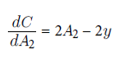 dC/dA₂ = 2A₂ − 2y